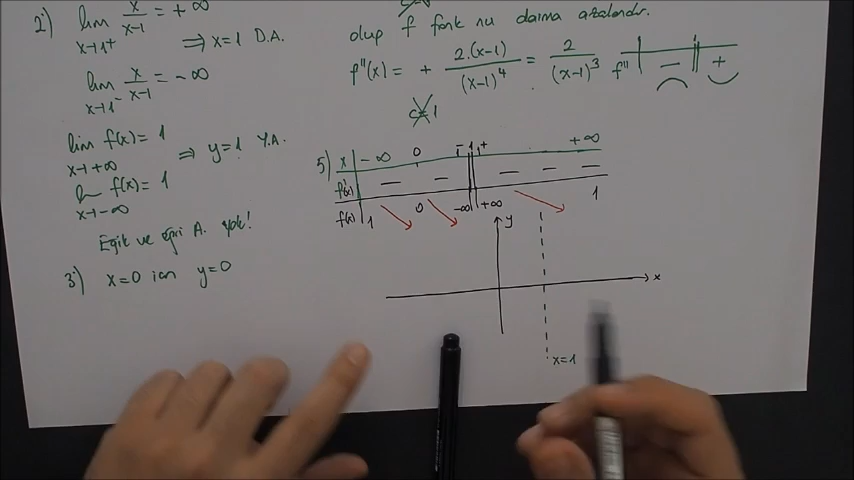 2) lim x→1+ x/(x-1) = +∞
⇒ x=1 D.A.
lim x→1- x/(x-1) = -∞
lim x→+∞ f(x) = 1
⇒ y=1 Y.A.
lim x→-∞ f(x) = 1
Eğik ve eğri A. yok!
3) x=0 için y=0
olup f fonk nu daima azalandır.
f''(x) = + 2.(x-1)/(x-1)^4 = 2/(x-1)^3
f'' | - || +
1
5) x | -∞ 0 1- 1 1+ +∞
f'(x) | - - || - - -
f(x) | 1 0 -∞ || +∞ 1
y
x
x=1